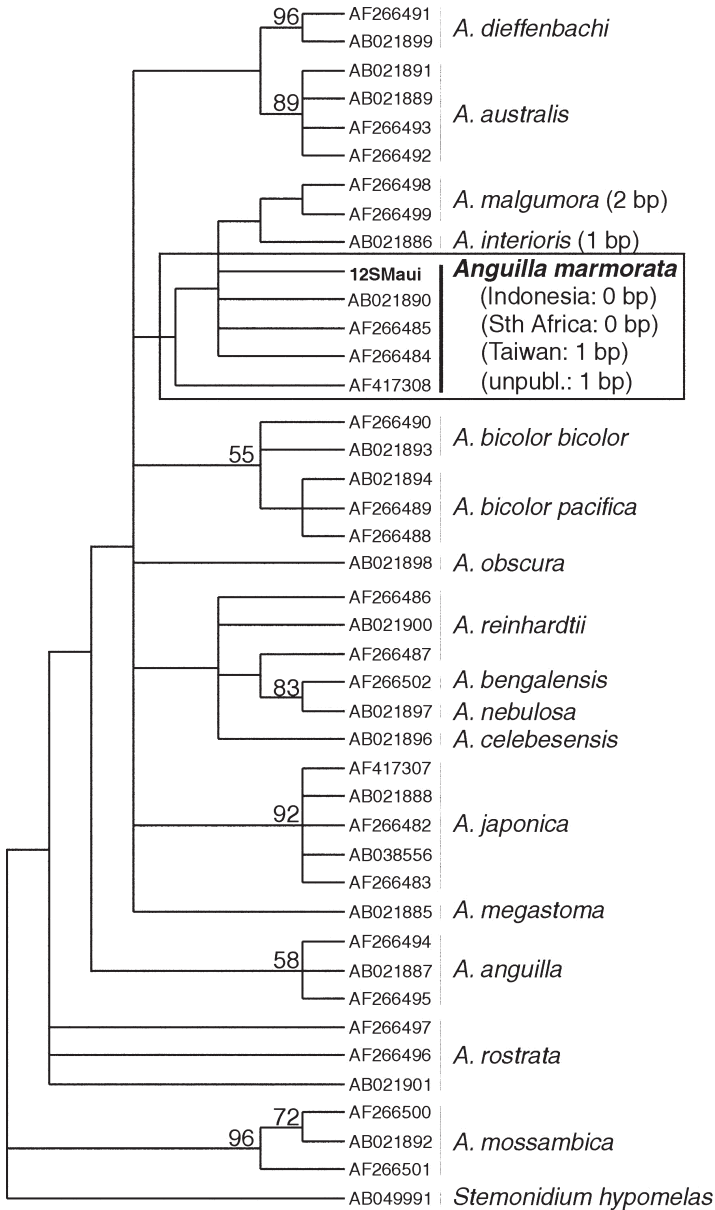 96 AF266491 A. dieffenbachi
AB021899
AB021891
89 AB021889 A. australis
AF266493
AF266492
AF266498
AF266499 A. malgumora (2 bp)
AB021886 A. interioris (1 bp)
12SMaui Anguilla marmorata
AB021890 (Indonesia: 0 bp)
AF266485 (Sth Africa: 0 bp)
AF266484 (Taiwan: 1 bp)
AF417308 (unpubl.: 1 bp)
AF266490
55 AB021893 A. bicolor bicolor
AB021894
AF266489 A. bicolor pacifica
AF266488
AB021898 A. obscura
AF266486
AB021900 A. reinhardtii
AF266487
83 AF266502 A. bengalensis
AB021897 A. nebulosa
AB021896 A. celebesensis
AF417307
AB021888
92 AF266482 A. japonica
AB038556
AF266483
AB021885 A. megastoma
AF266494
58 AB021887 A. anguilla
AF266495
AF266497
AF266496 A. rostrata
AB021901
72 AF266500
96 AB021892 A. mossambica
AF266501
AB049991 Stemonidium hypomelas